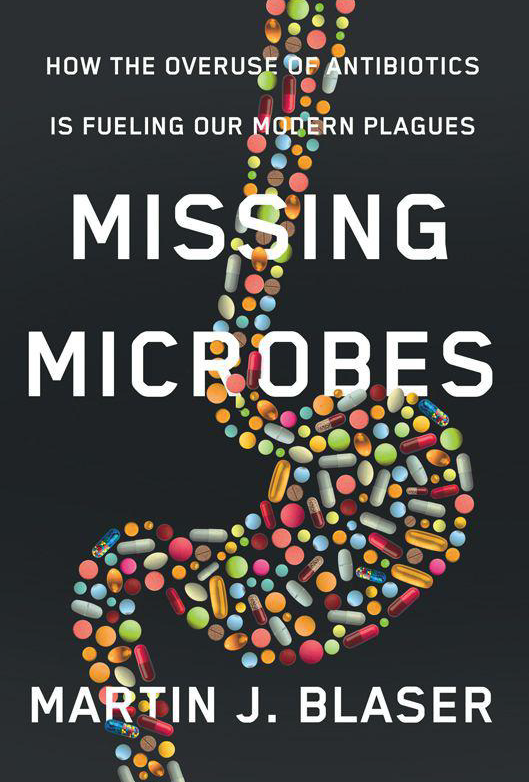 HOW THE OVERUSE OF ANTIBIOTICS
IS FUELING OUR MODERN PLAGUES
MISSING
MICROBES
MARTIN J. BLASER